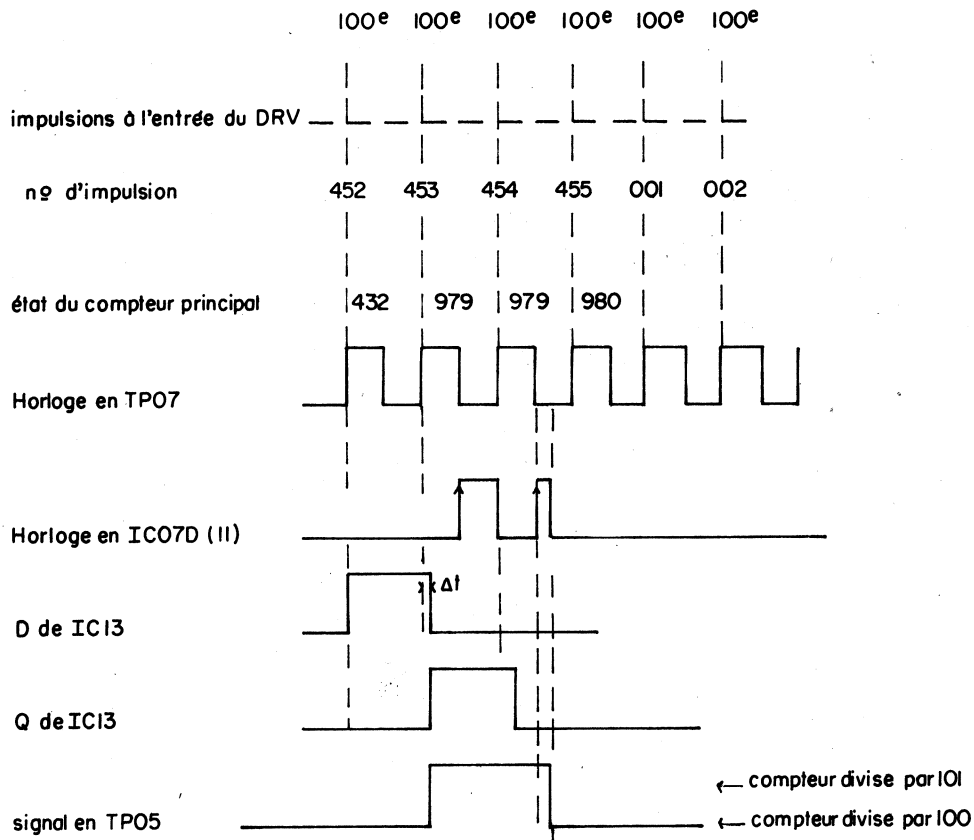 100e 100e 100e 100e 100e 100e
impulsions à l'entrée du DRV
nº d'impulsion 452 453 454 455 001 002
état du compteur principal 432 979 979 980
Horloge en TP07
Horloge en IC07D (11)
Δt
D de IC13
Q de IC13
← compteur divise par 101
signal en TP05 ← compteur divise par 100